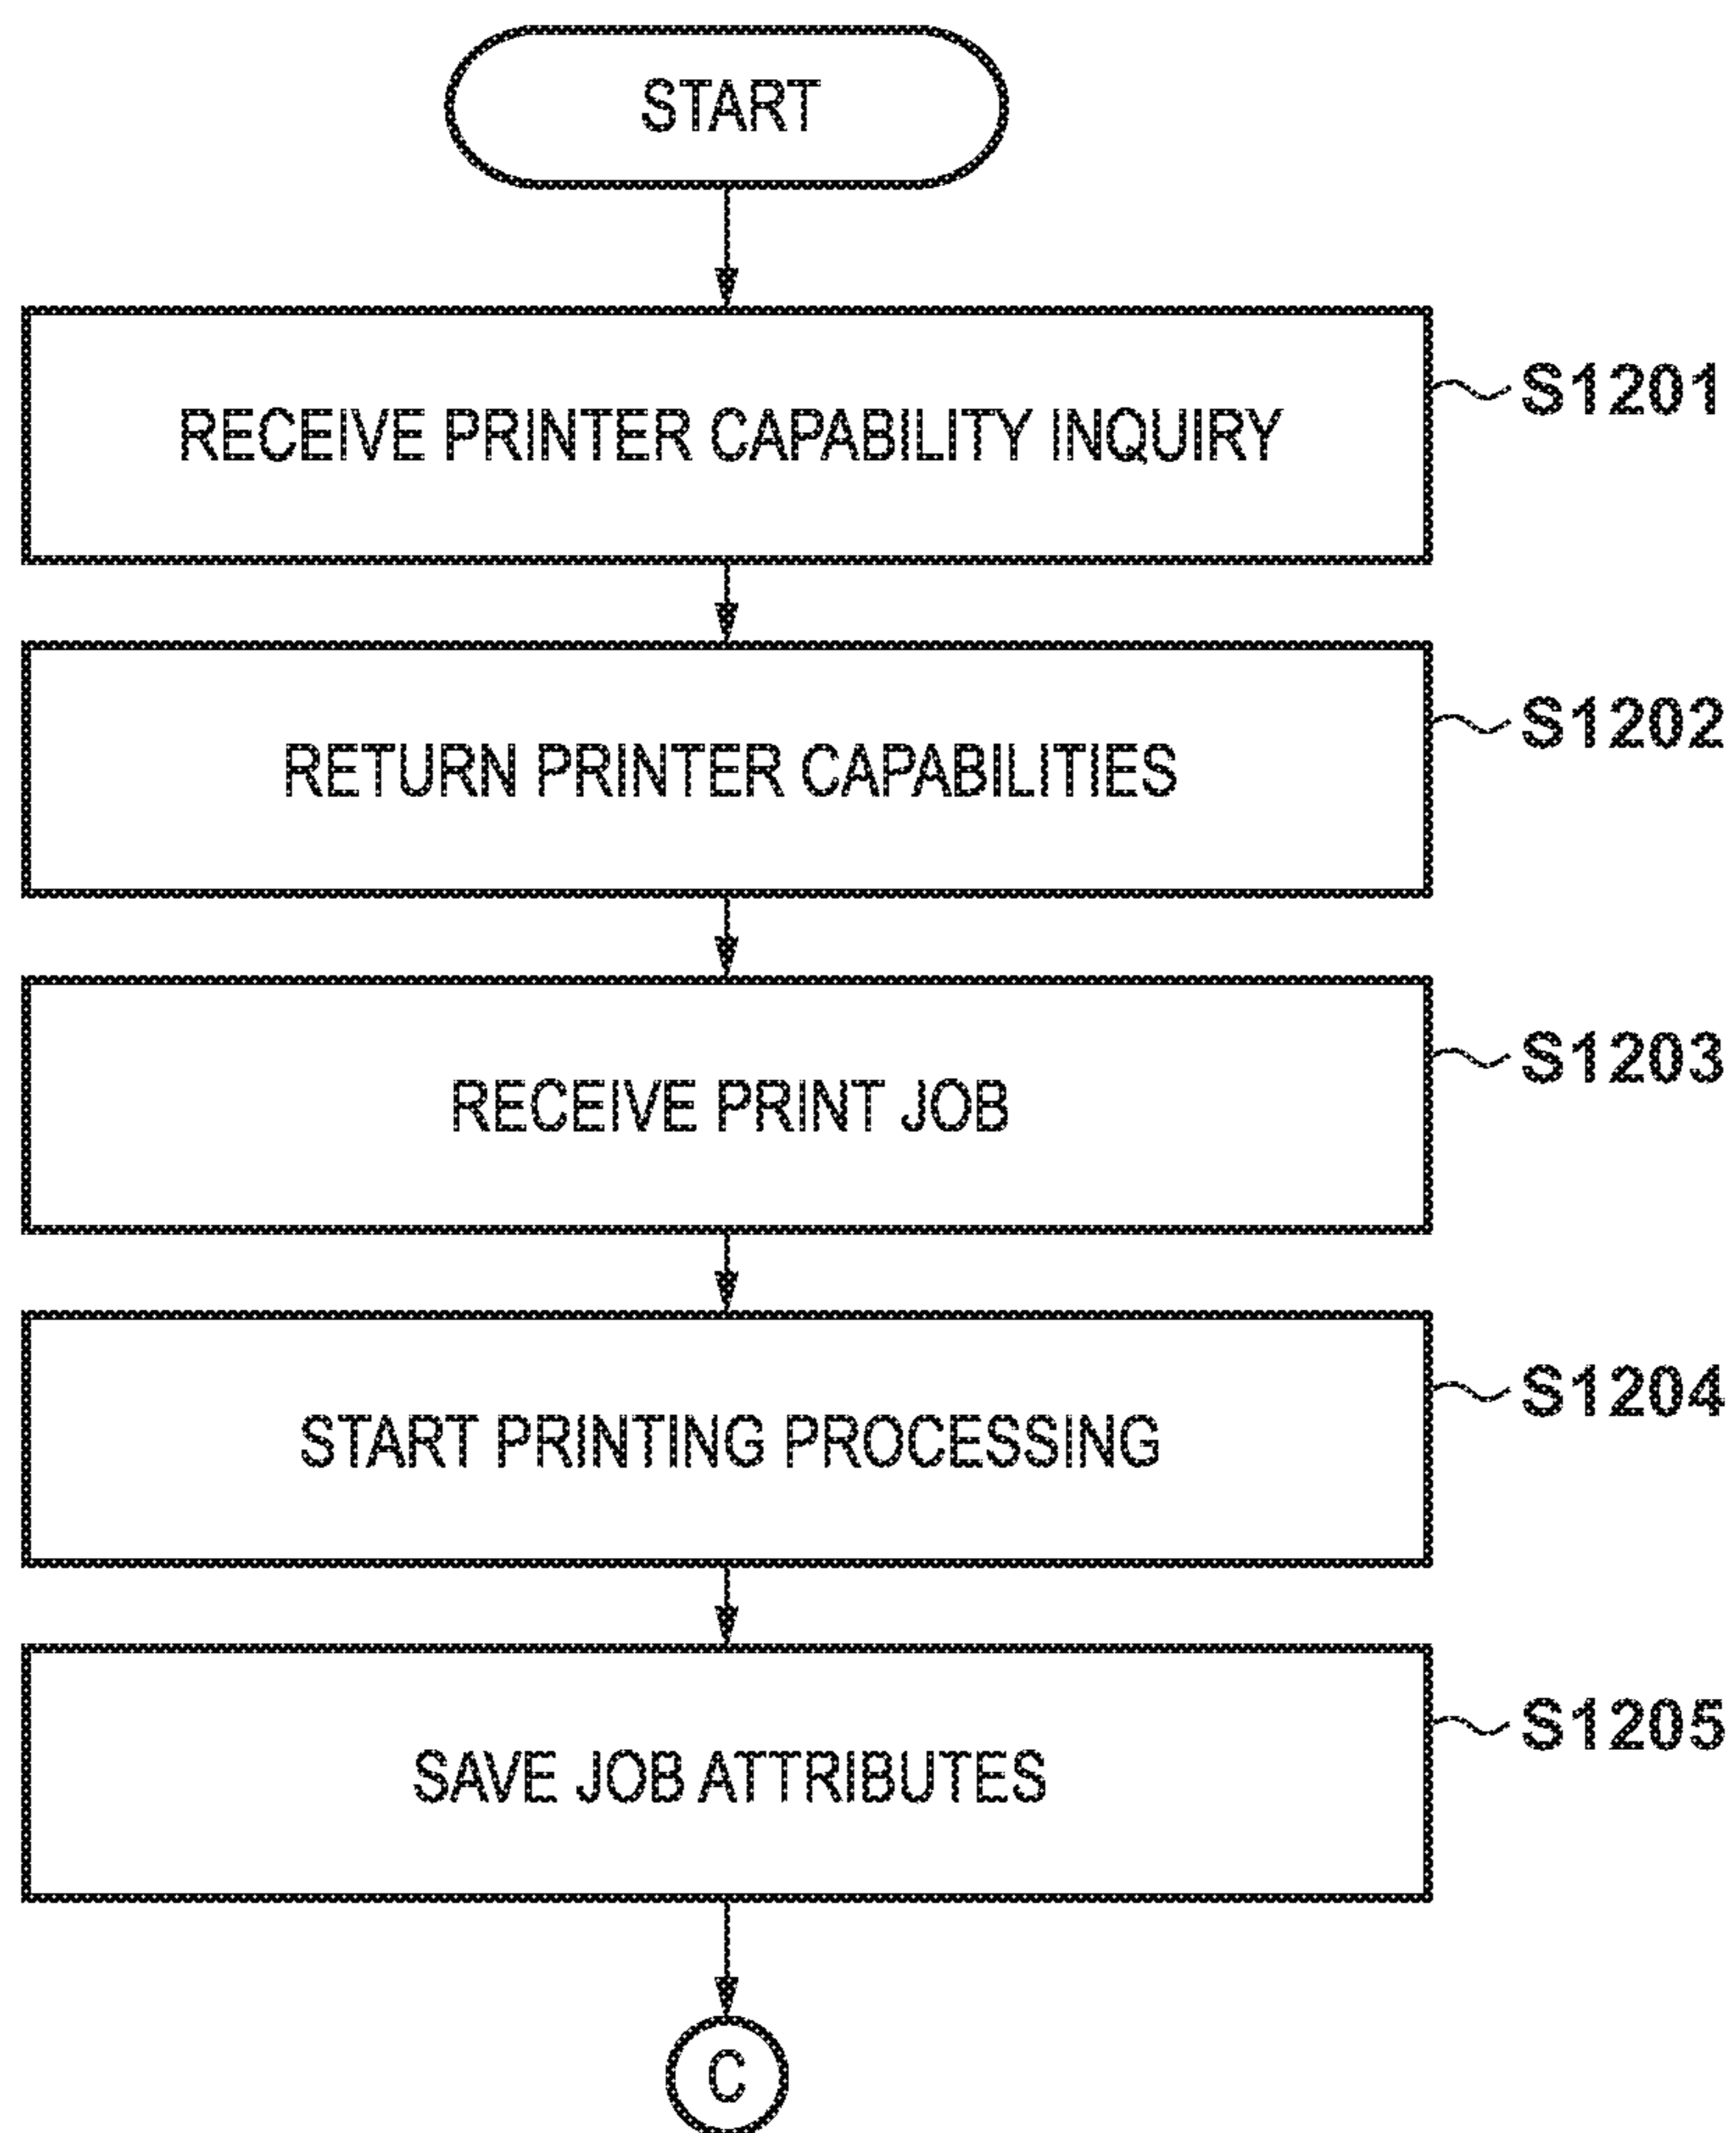 START
RECEIVE PRINTER CAPABILITY INQUIRY
S1201
RETURN PRINTER CAPABILITIES
S1202
RECEIVE PRINT JOB
S1203
START PRINTING PROCESSING
S1204
SAVE JOB ATTRIBUTES
S1205
C